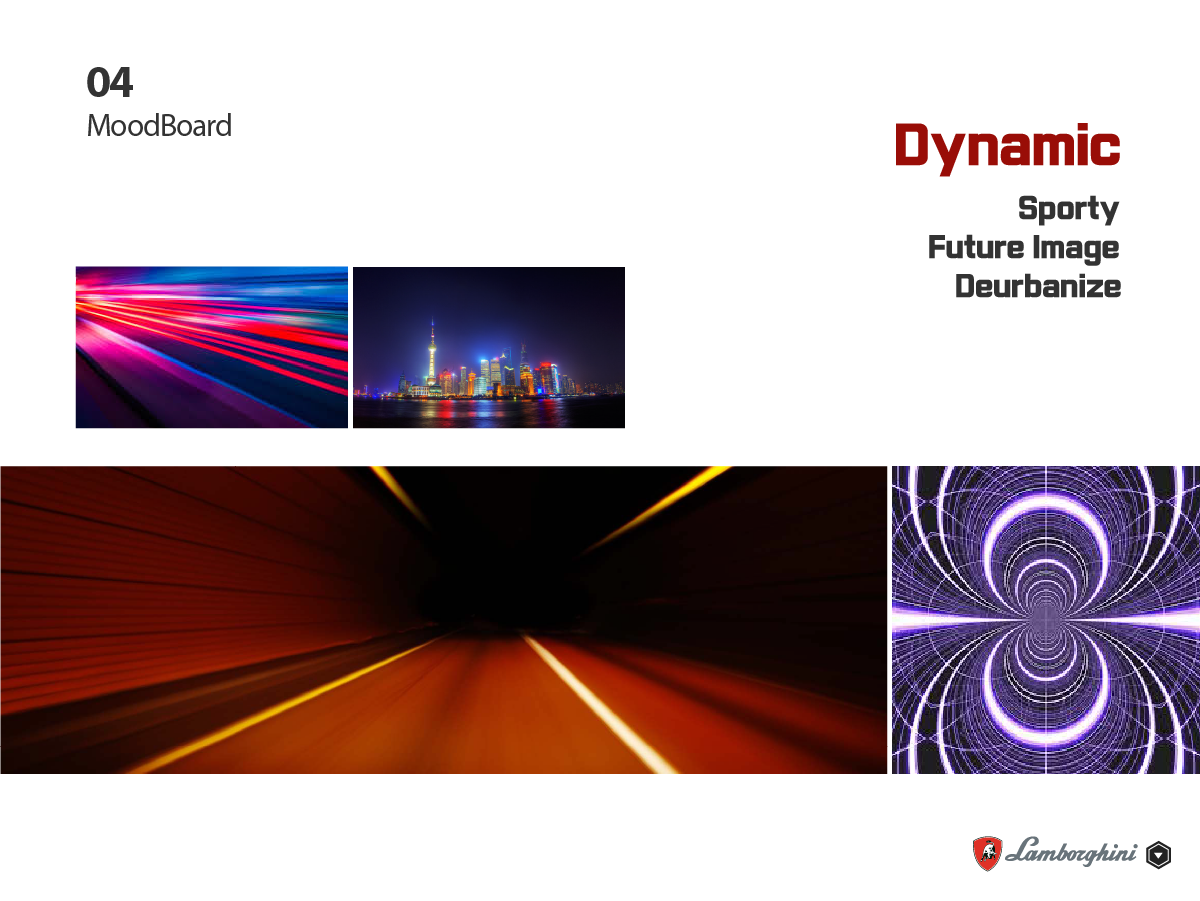 04
MoodBoard
Dynamic
Sporty
Future Image
Deurbanize
Lamborghini